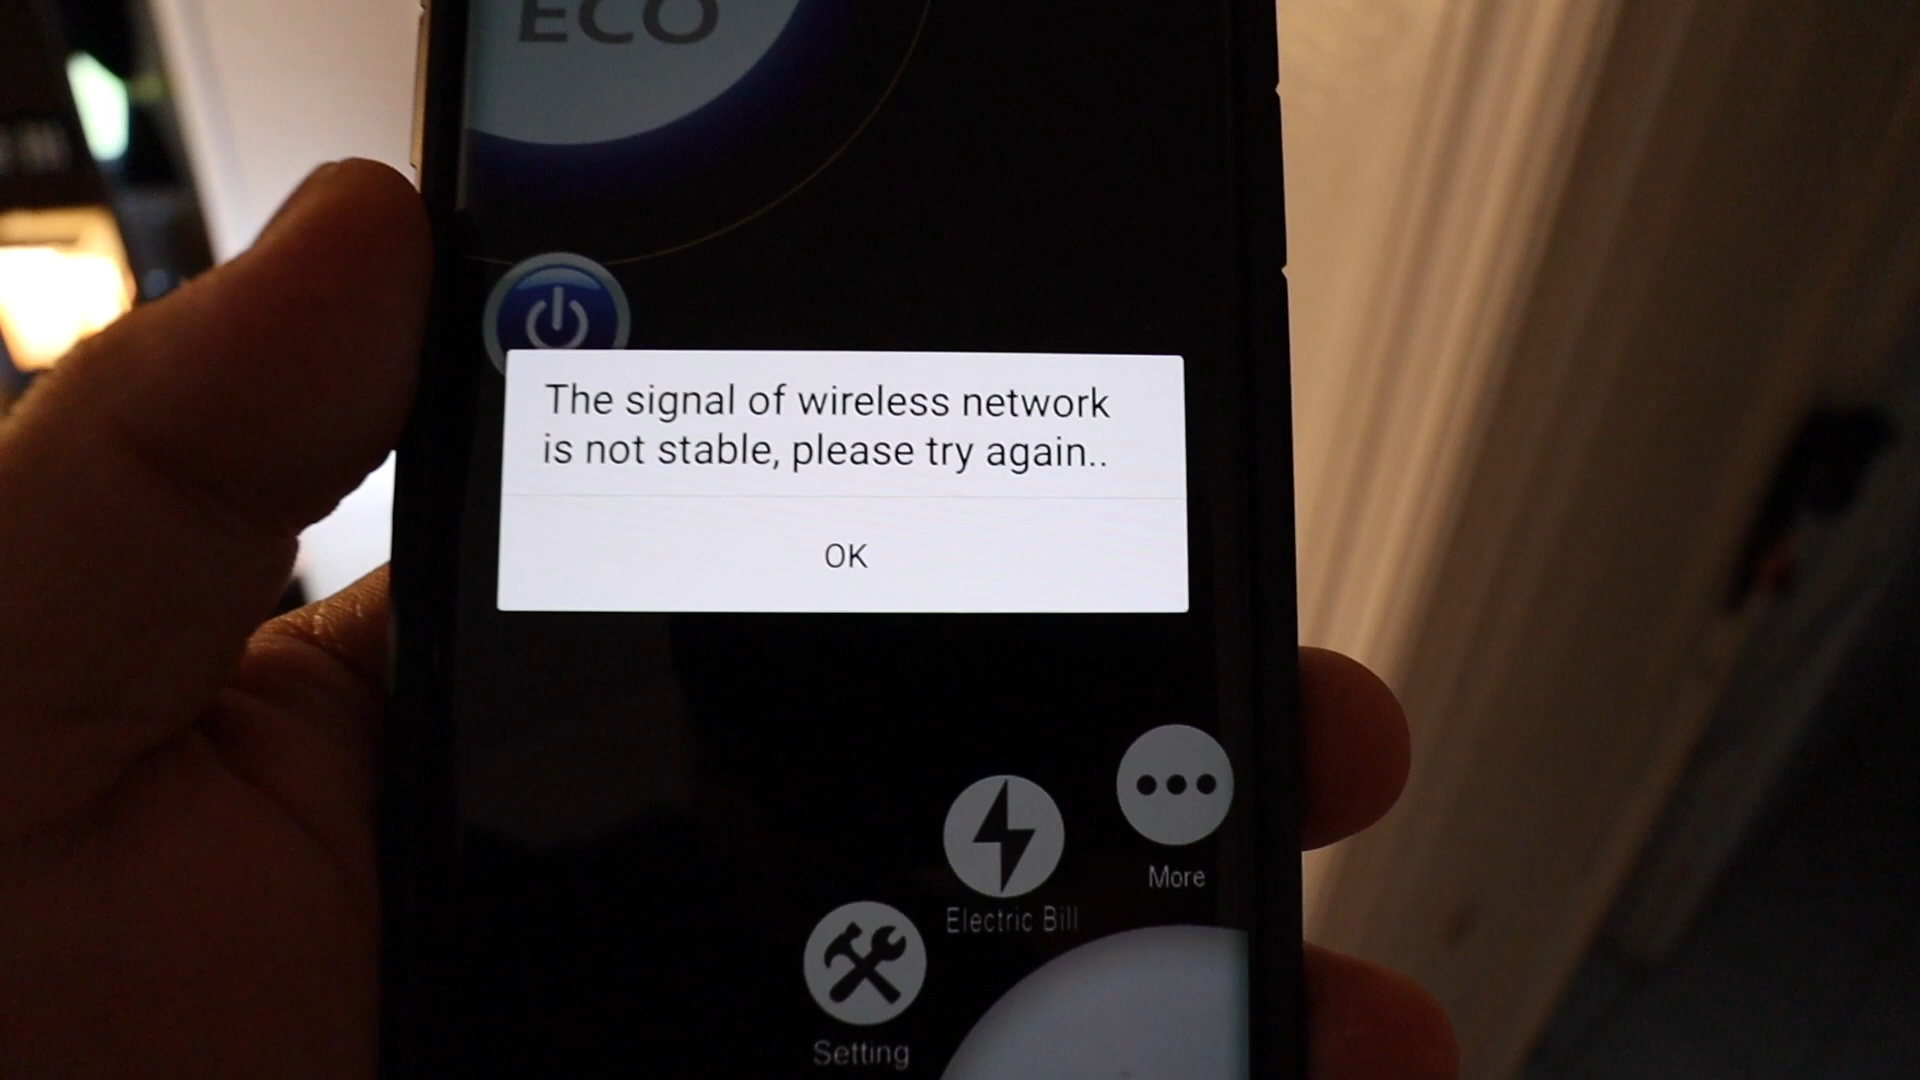 ECO
The signal of wireless network
is not stable, please try again..
OK
More
Electric Bill
Setting